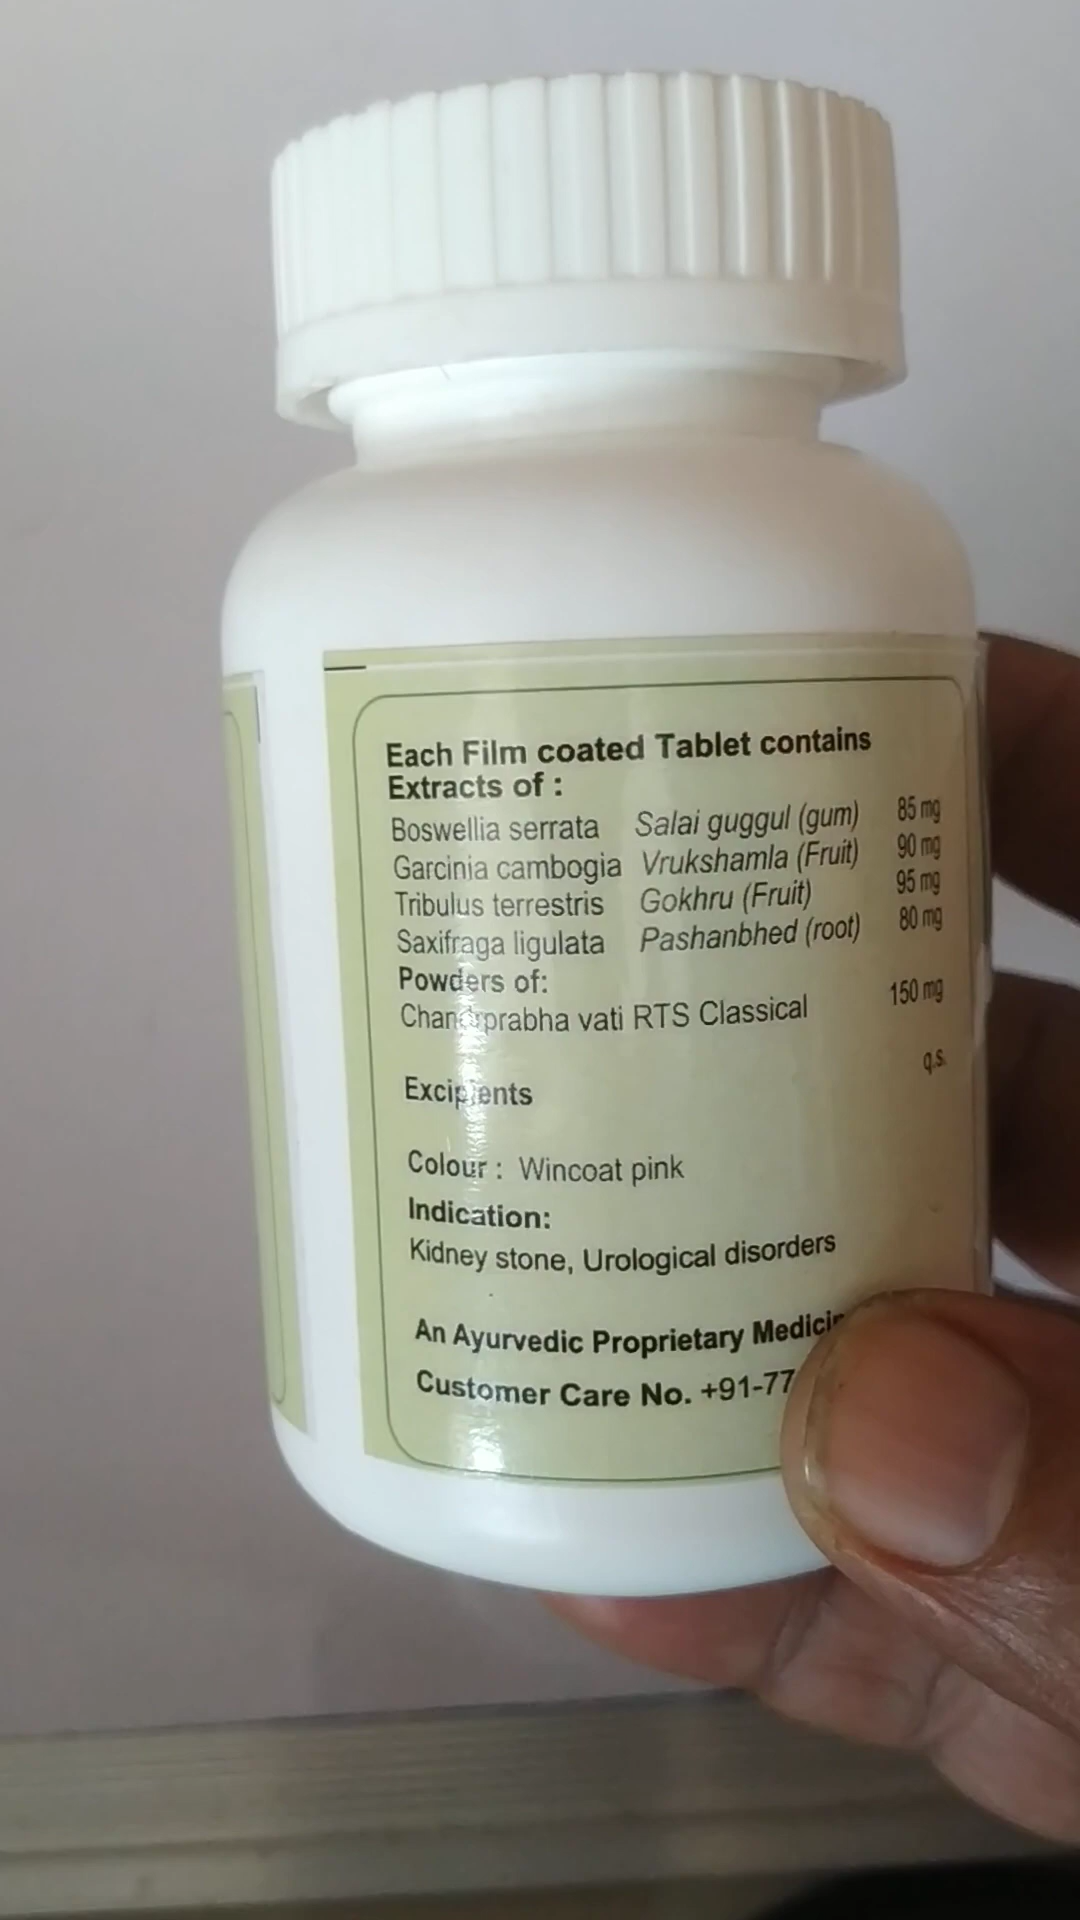 Each Film coated Tablet contains
Extracts of :
Boswellia serrata Salai guggul (gum) 85 mg
Garcinia cambogia Vrukshamla (Fruit) 90 mg
Tribulus terrestris Gokhru (Fruit) 95 mg
Saxifraga ligulata Pashanbhed (root) 80 mg
Powders of:
Chandrprabha vati RTS Classical 150 mg
Excipients q.s.
Colour : Wincoat pink
Indication:
Kidney stone, Urological disorders
An Ayurvedic Proprietary
Customer Care No. +91-77